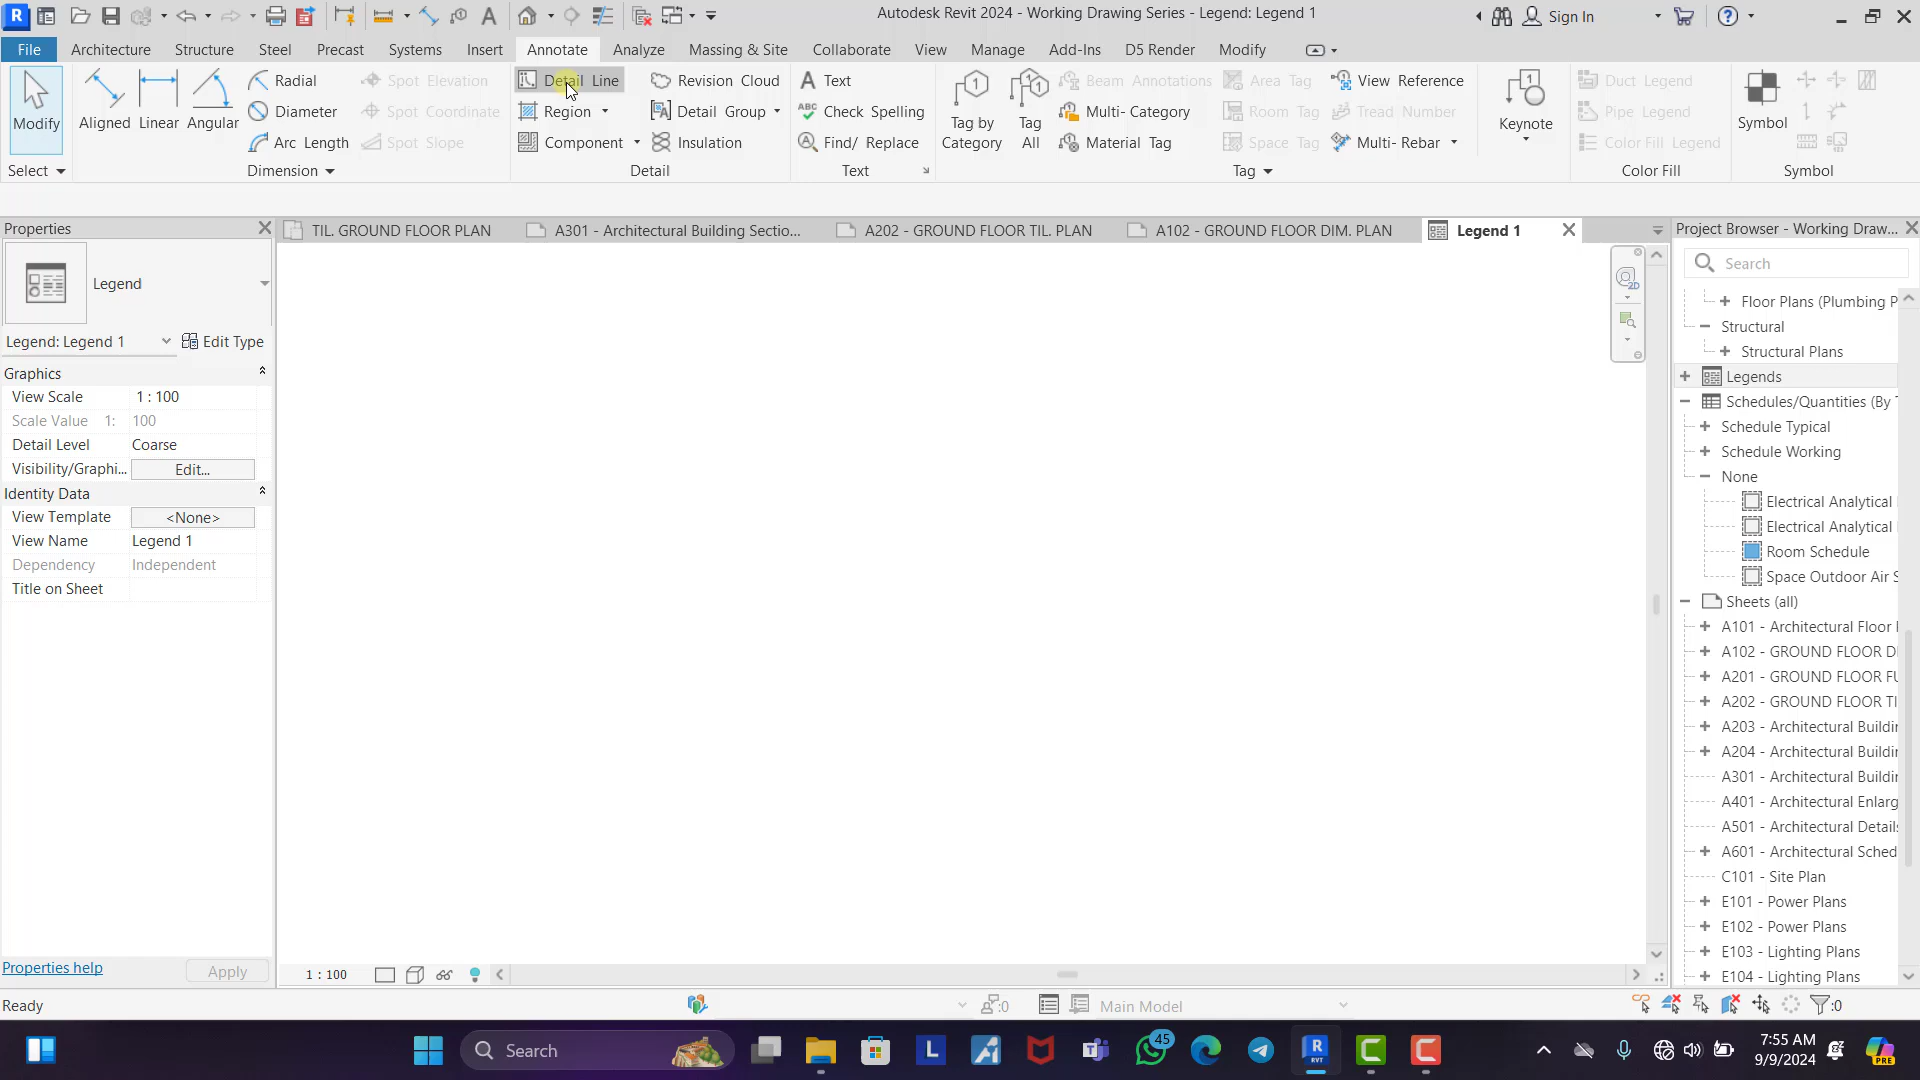 Autodesk Revit 2024 - Working Drawing Series - Legend: Legend 1
Sign In
File Architecture Structure Steel Precast Systems Insert Annotate Analyze Massing & Site Collaborate View Manage Add-Ins D5 Render Modify
Modify
Aligned Linear Angular
Radial
Diameter
Arc Length
Spot Elevation
Spot Coordinate
Spot Slope
Detail Line
Region
Component
Revision Cloud
Detail Group
Insulation
Text
Check Spelling
Find/ Replace
Tag by
Category
Tag
All
Beam Annotations
Multi- Category
Material Tag
Area Tag
Room Tag
Space Tag
View Reference
Tread Number
Multi- Rebar
Keynote
Duct Legend
Pipe Legend
Color Fill Legend
Symbol
Select Dimension Detail Text Tag Color Fill Symbol
Properties
Legend
Legend: Legend 1 Edit Type
Graphics
View Scale 1 : 100
Scale Value 1: 100
Detail Level Coarse
Visibility/Graphi... Edit...
Identity Data
View Template <None>
View Name Legend 1
Dependency Independent
Title on Sheet
Properties help Apply
TIL. GROUND FLOOR PLAN A301 - Architectural Building Sectio... A202 - GROUND FLOOR TIL. PLAN A102 - GROUND FLOOR DIM. PLAN Legend 1
1 : 100
Project Browser - Working Draw...
Search
Floor Plans (Plumbing P
Structural
Structural Plans
Legends
Schedules/Quantities (By T
Schedule Typical
Schedule Working
None
Electrical Analytical
Electrical Analytical
Room Schedule
Space Outdoor Air S
Sheets (all)
A101 - Architectural Floor
A102 - GROUND FLOOR D
A201 - GROUND FLOOR FU
A202 - GROUND FLOOR TI
A203 - Architectural Buildin
A204 - Architectural Buildin
A301 - Architectural Buildin
A401 - Architectural Enlarg
A501 - Architectural Details
A601 - Architectural Sched
C101 - Site Plan
E101 - Power Plans
E102 - Power Plans
E103 - Lighting Plans
E104 - Lighting Plans
Ready
:0
Main Model
:0
Search
45
7:55 AM
9/9/2024